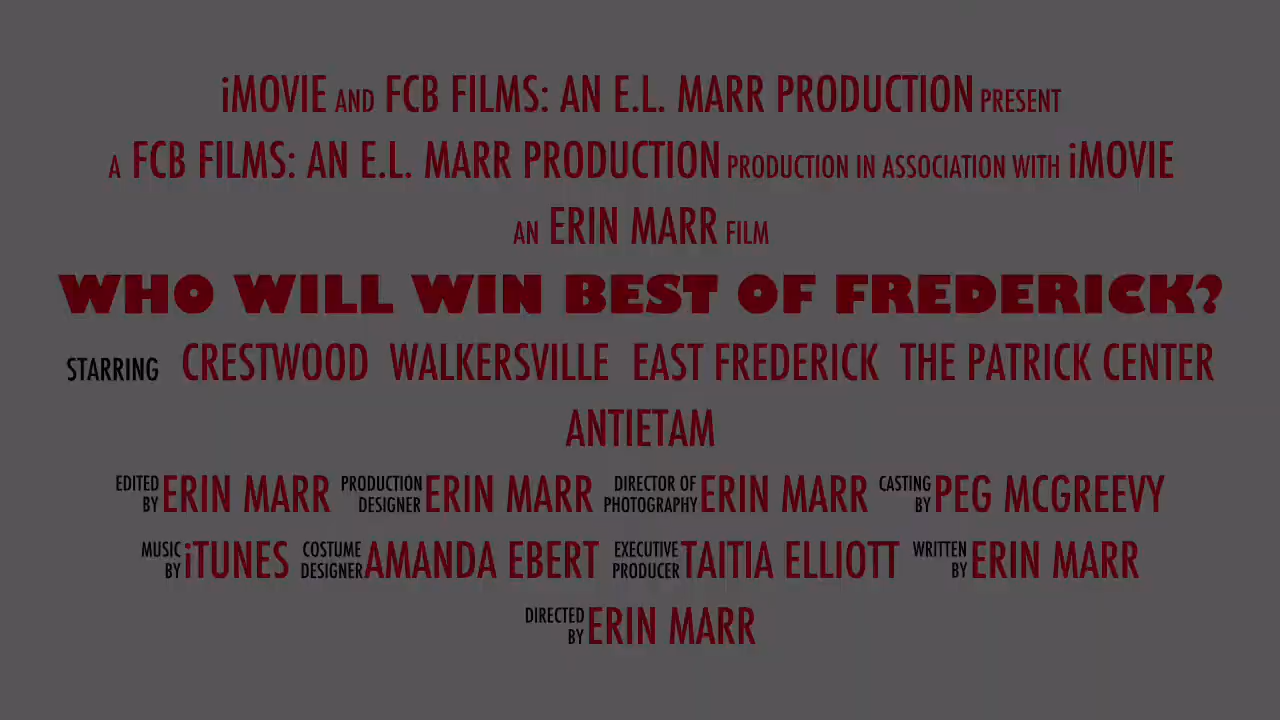 iMOVIE AND FCB FILMS: AN E.L. MARR PRODUCTION PRESENT
A FCB FILMS: AN E.L. MARR PRODUCTION PRODUCTION IN ASSOCIATION WITH iMOVIE
AN ERIN MARR FILM
WHO WILL WIN BEST OF FREDERICK?
STARRING CRESTWOOD WALKERSVILLE EAST FREDERICK THE PATRICK CENTER
ANTIETAM
EDITED BY ERIN MARR PRODUCTION DESIGNER ERIN MARR DIRECTOR OF PHOTOGRAPHY ERIN MARR CASTING BY PEG MCGREEVY
MUSIC BY iTUNES COSTUME DESIGNER AMANDA EBERT EXECUTIVE PRODUCER TAITIA ELLIOTT WRITTEN BY ERIN MARR
DIRECTED BY ERIN MARR